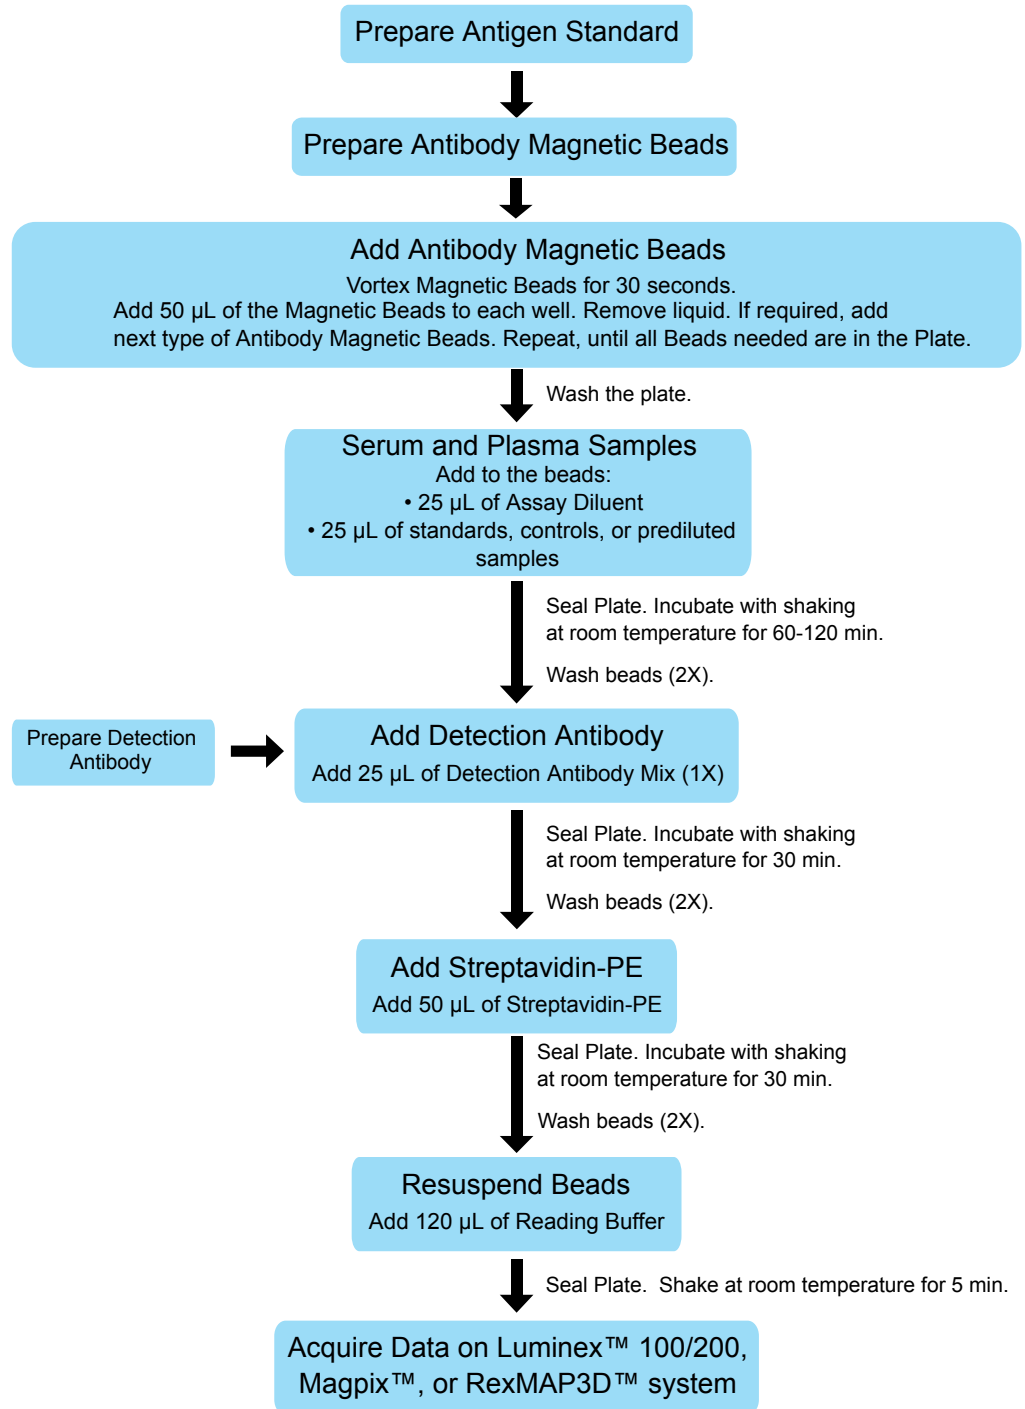 Prepare Antigen Standard
Prepare Antibody Magnetic Beads
Add Antibody Magnetic Beads
Vortex Magnetic Beads for 30 seconds.
Add 50 µL of the Magnetic Beads to each well. Remove liquid. If required, add
next type of Antibody Magnetic Beads. Repeat, until all Beads needed are in the Plate.
Wash the plate.
Serum and Plasma Samples
Add to the beads:
• 25 µL of Assay Diluent
• 25 µL of standards, controls, or prediluted
samples
Seal Plate. Incubate with shaking
at room temperature for 60-120 min.
Wash beads (2X).
Prepare Detection
Antibody
Add Detection Antibody
Add 25 µL of Detection Antibody Mix (1X)
Seal Plate. Incubate with shaking
at room temperature for 30 min.
Wash beads (2X).
Add Streptavidin-PE
Add 50 µL of Streptavidin-PE
Seal Plate. Incubate with shaking
at room temperature for 30 min.
Wash beads (2X).
Resuspend Beads
Add 120 µL of Reading Buffer
Seal Plate.  Shake at room temperature for 5 min.
Acquire Data on Luminex™ 100/200,
Magpix™, or RexMAP3D™ system